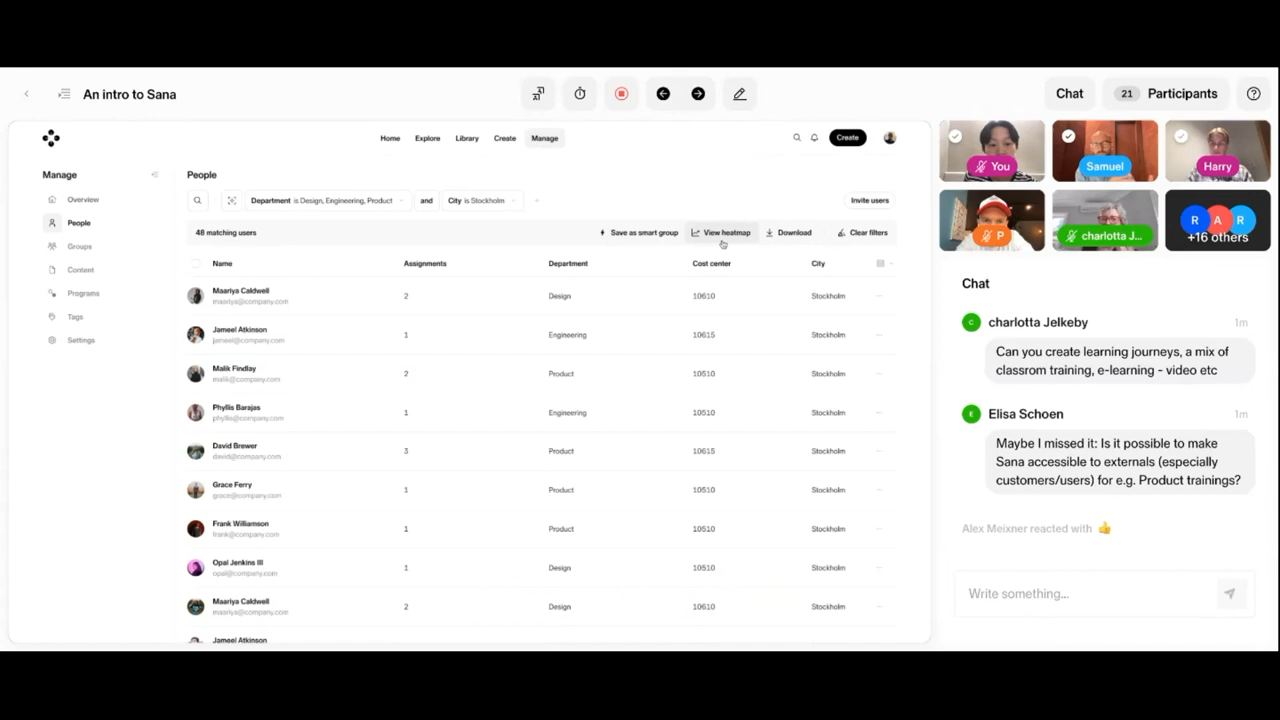 An intro to Sana
Chat
21 Participants
Home Explore Library Create Manage
Create
Manage
Overview
People
Groups
Content
Programs
Tags
Settings
People
Department is Design, Engineering, Product and City is Stockholm
Invite users
48 matching users
Save as smart group View heatmap Download Clear filters
Name Assignments Department Cost center City
Maariya Caldwell
maariya@company.com
2 Design 10610 Stockholm
Jameel Atkinson
jameel@company.com
1 Engineering 10615 Stockholm
Malik Findlay
malik@company.com
2 Product 10510 Stockholm
Phyllis Barajas
phyllis@company.com
1 Engineering 10510 Stockholm
David Brewer
david@company.com
3 Product 10615 Stockholm
Grace Ferry
grace@company.com
1 Product 10510 Stockholm
Frank Williamson
frank@company.com
1 Product 10510 Stockholm
Opal Jenkins III
opal@company.com
1 Design 10510 Stockholm
Maariya Caldwell
maariya@company.com
2 Design 10610 Stockholm
Jameel Atkinson
You
Samuel
Harry
P
charlotta J...
R A R
+16 others
Chat
C charlotta Jelkeby 1m
Can you create learning journeys, a mix of
classrom training, e-learning - video etc
E Elisa Schoen 1m
Maybe I missed it: Is it possible to make
Sana accessible to externals (especially
customers/users) for e.g. Product trainings?
Alex Meixner reacted with 👍
Write something...